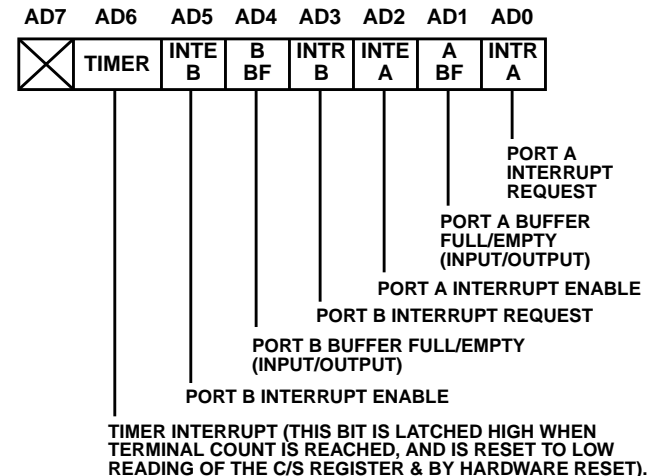 AD7 AD6 AD5 AD4 AD3 AD2 AD1 AD0
TIMER
INTE
B
B
BF
INTR
B
INTE
A
A
BF
INTR
A
PORT A
INTERRUPT
REQUEST
PORT A BUFFER
FULL/EMPTY
(INPUT/OUTPUT)
PORT A INTERRUPT ENABLE
PORT B INTERRUPT REQUEST
PORT B BUFFER FULL/EMPTY
(INPUT/OUTPUT)
PORT B INTERRUPT ENABLE
TIMER INTERRUPT (THIS BIT IS LATCHED HIGH WHEN
TERMINAL COUNT IS REACHED, AND IS RESET TO LOW
READING OF THE C/S REGISTER & BY HARDWARE RESET).